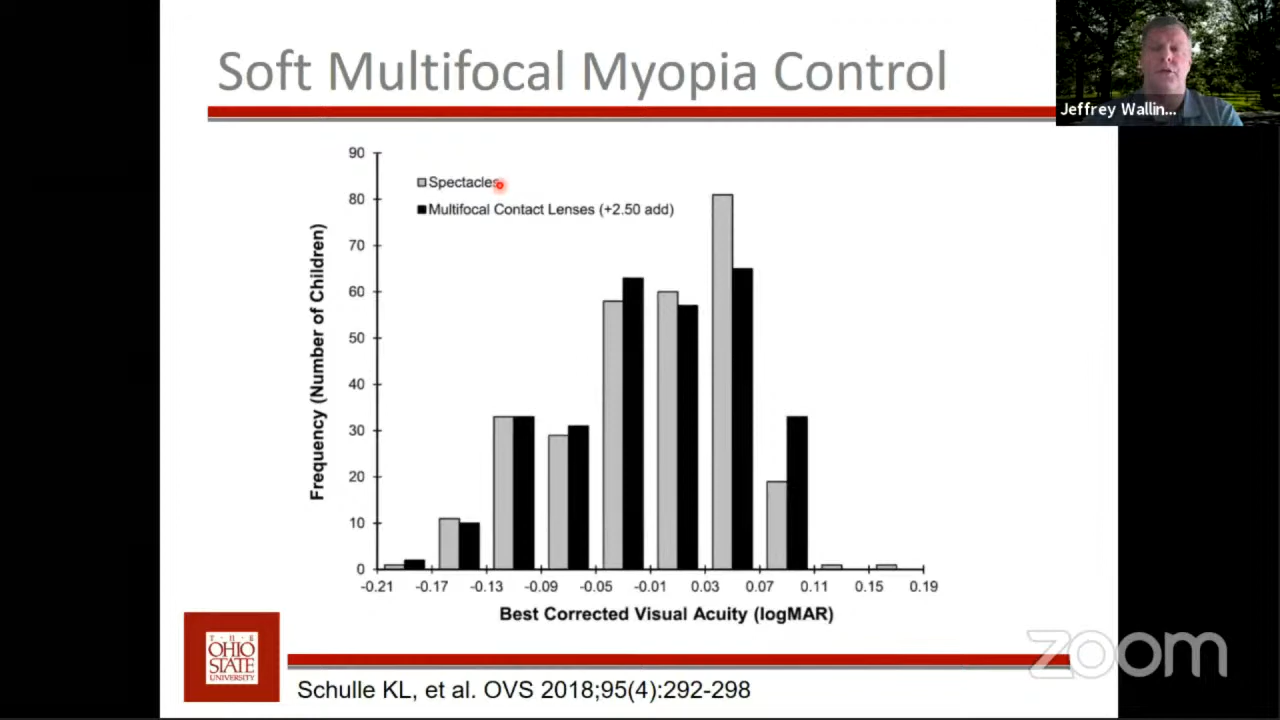 Soft Multifocal Myopia Control
Jeffrey Wallin...
90
80
70
60
50
40
30
20
10
0
Frequency (Number of Children)
Spectacles
Multifocal Contact Lenses (+2.50 add)
-0.21 -0.17 -0.13 -0.09 -0.05 -0.01 0.03 0.07 0.11 0.15 0.19
Best Corrected Visual Acuity (logMAR)
T · H · E
OHIO
STATE
UNIVERSITY
zoom
Schulle KL, et al. OVS 2018;95(4):292-298